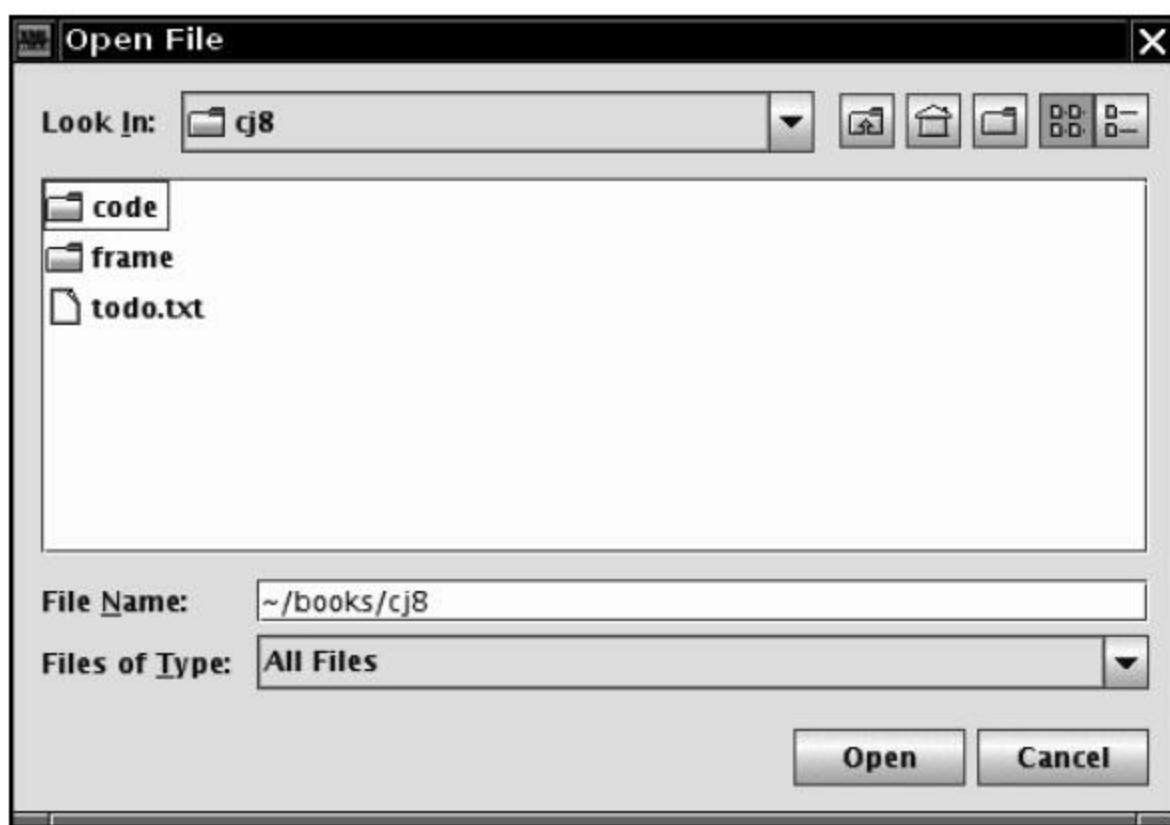 Open File
Look In: cj8
code
frame
todo.txt
File Name: ~/books/cj8
Files of Type: All Files
Open Cancel